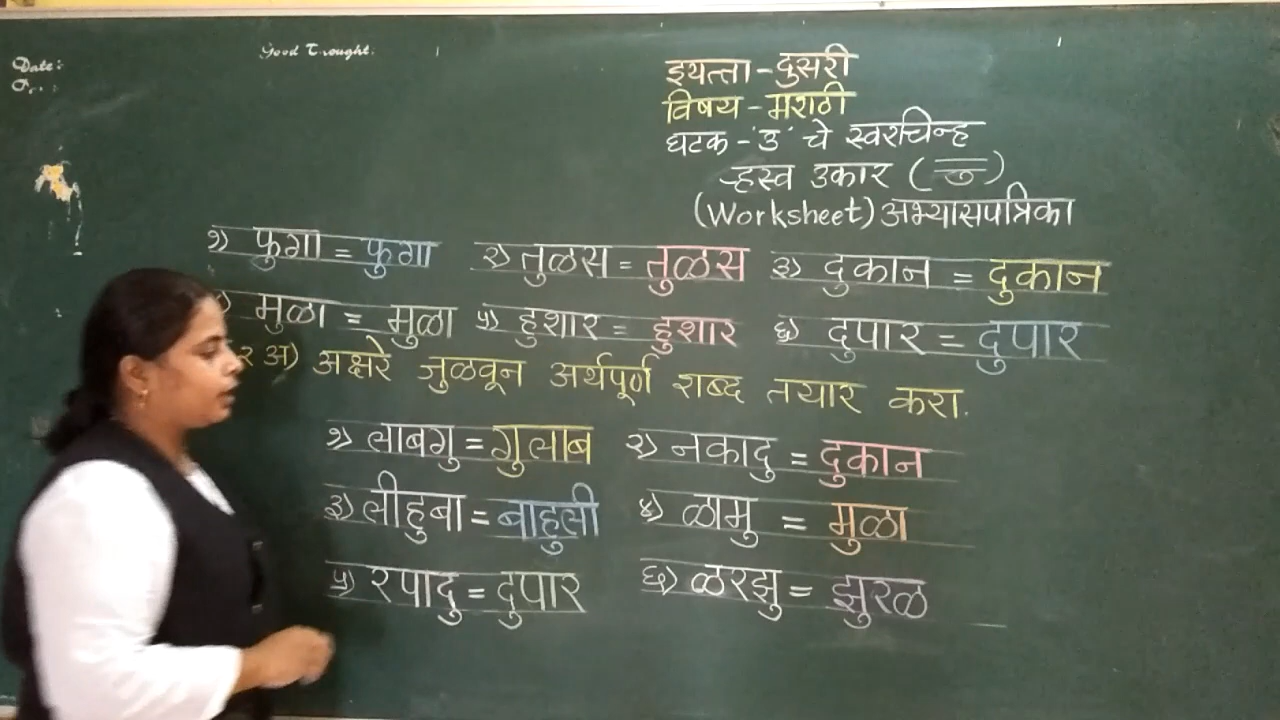 Good Thought:
Date:
इयत्ता - दुसरी
विषय - मराठी
घटक - 'उ' चे स्वरचिन्ह
-हस्व उकार ( ु )
(Worksheet) अभ्यासपत्रिका
१) फुगा = फुगा २) तुळस = तुळस ३) दुकान = दुकान
मुळा = मुळा ५) हुशार = हुशार ६) दुपार = दुपार
२ अ) अक्षरे जुळवून अर्थपूर्ण शब्द तयार करा.
१) लाबगु = गुलाब २) नकादु = दुकान
३) लीहुबा = बाहुली ४) ळामु = मुळा
५) रपादु = दुपार ६) ळरझु = झुरळ